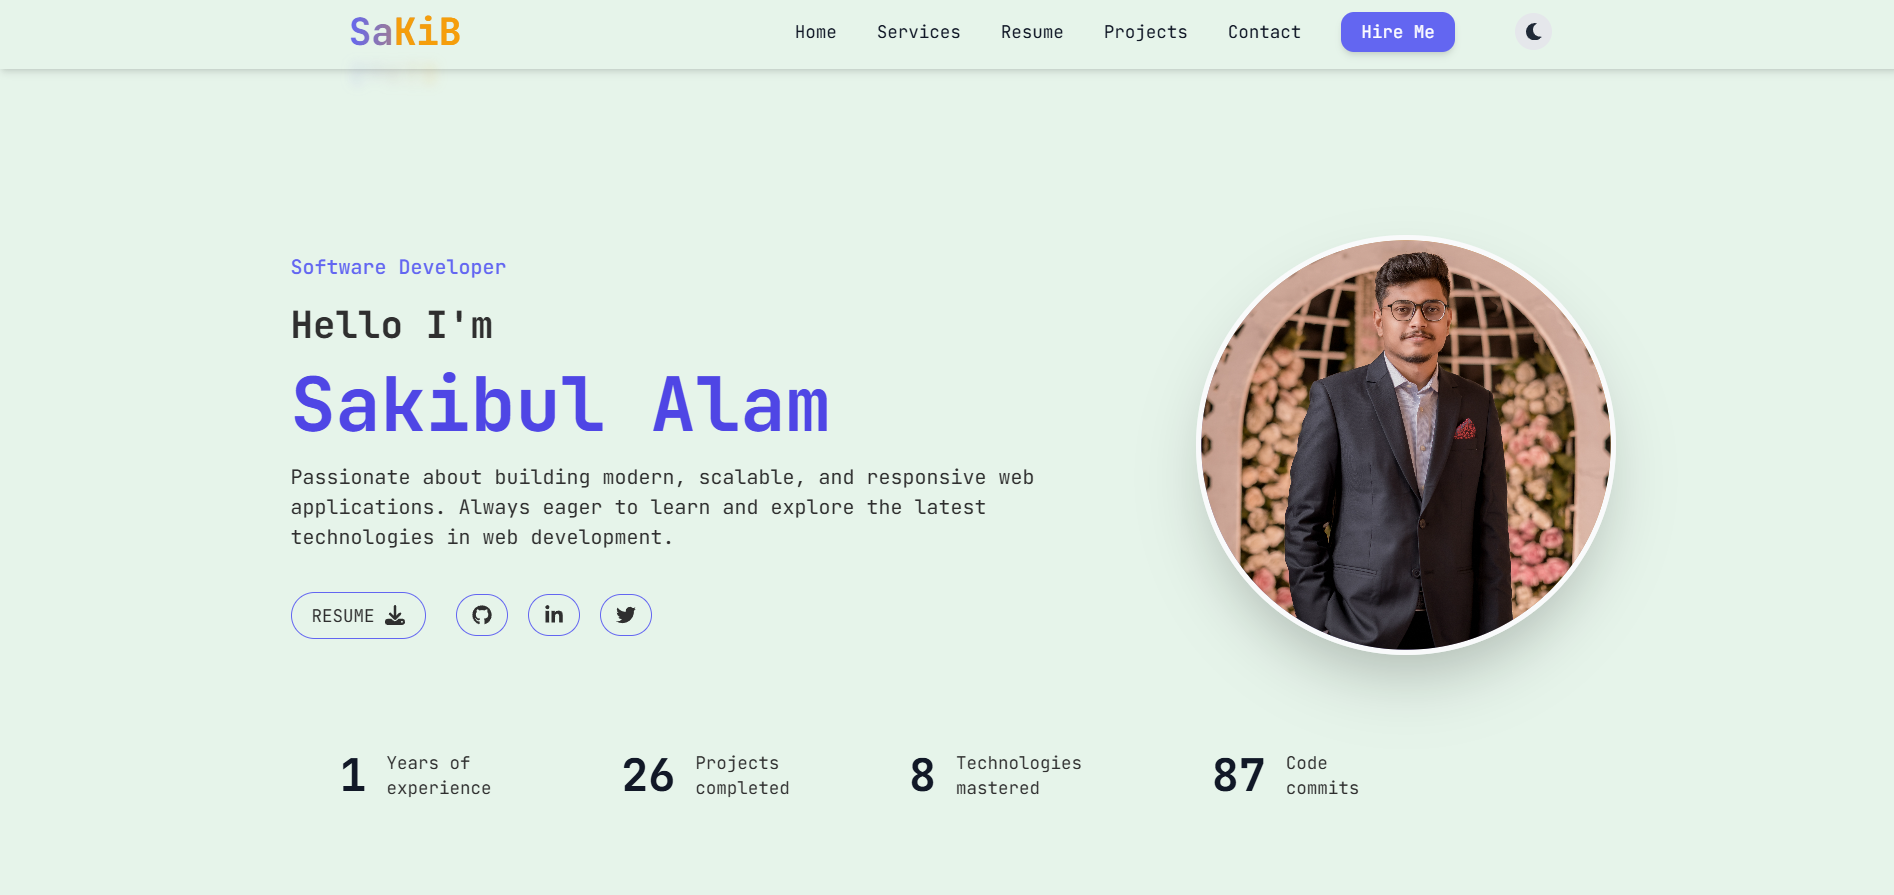 SaKiB
Home Services Resume Projects Contact Hire Me
Software Developer
Hello I'm
Sakibul Alam
Passionate about building modern, scalable, and responsive web
applications. Always eager to learn and explore the latest
technologies in web development.
RESUME
1 Years of
experience
26 Projects
completed
8 Technologies
mastered
87 Code
commits